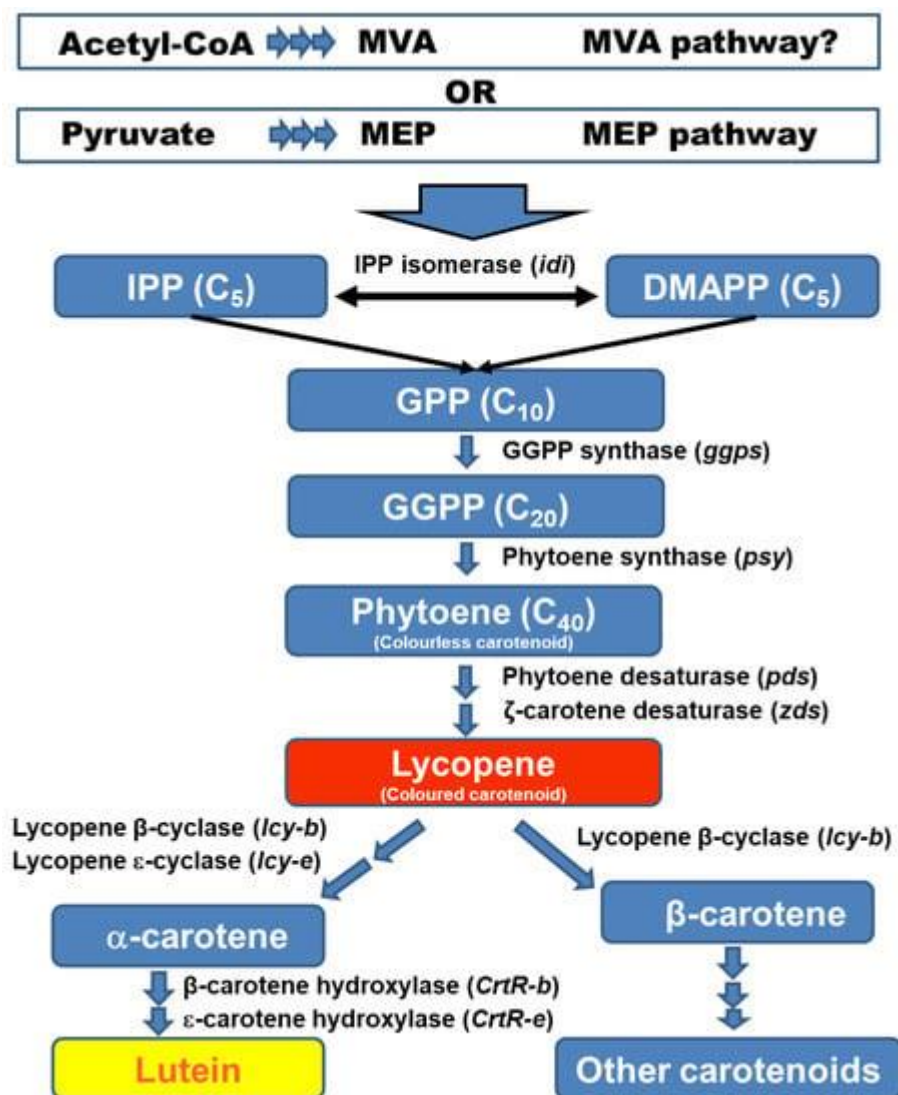 Acetyl-CoA MVA MVA pathway?
OR
Pyruvate MEP MEP pathway
IPP isomerase (idi)
IPP (C₅) DMAPP (C₅)
GPP (C₁₀)
GGPP synthase (ggps)
GGPP (C₂₀)
Phytoene synthase (psy)
Phytoene (C₄₀)
(Colourless carotenoid)
Phytoene desaturase (pds)
ζ-carotene desaturase (zds)
Lycopene
(Coloured carotenoid)
Lycopene β-cyclase (lcy-b)
Lycopene ε-cyclase (lcy-e)
Lycopene β-cyclase (lcy-b)
α-carotene
β-carotene
β-carotene hydroxylase (CrtR-b)
ε-carotene hydroxylase (CrtR-e)
Lutein
Other carotenoids